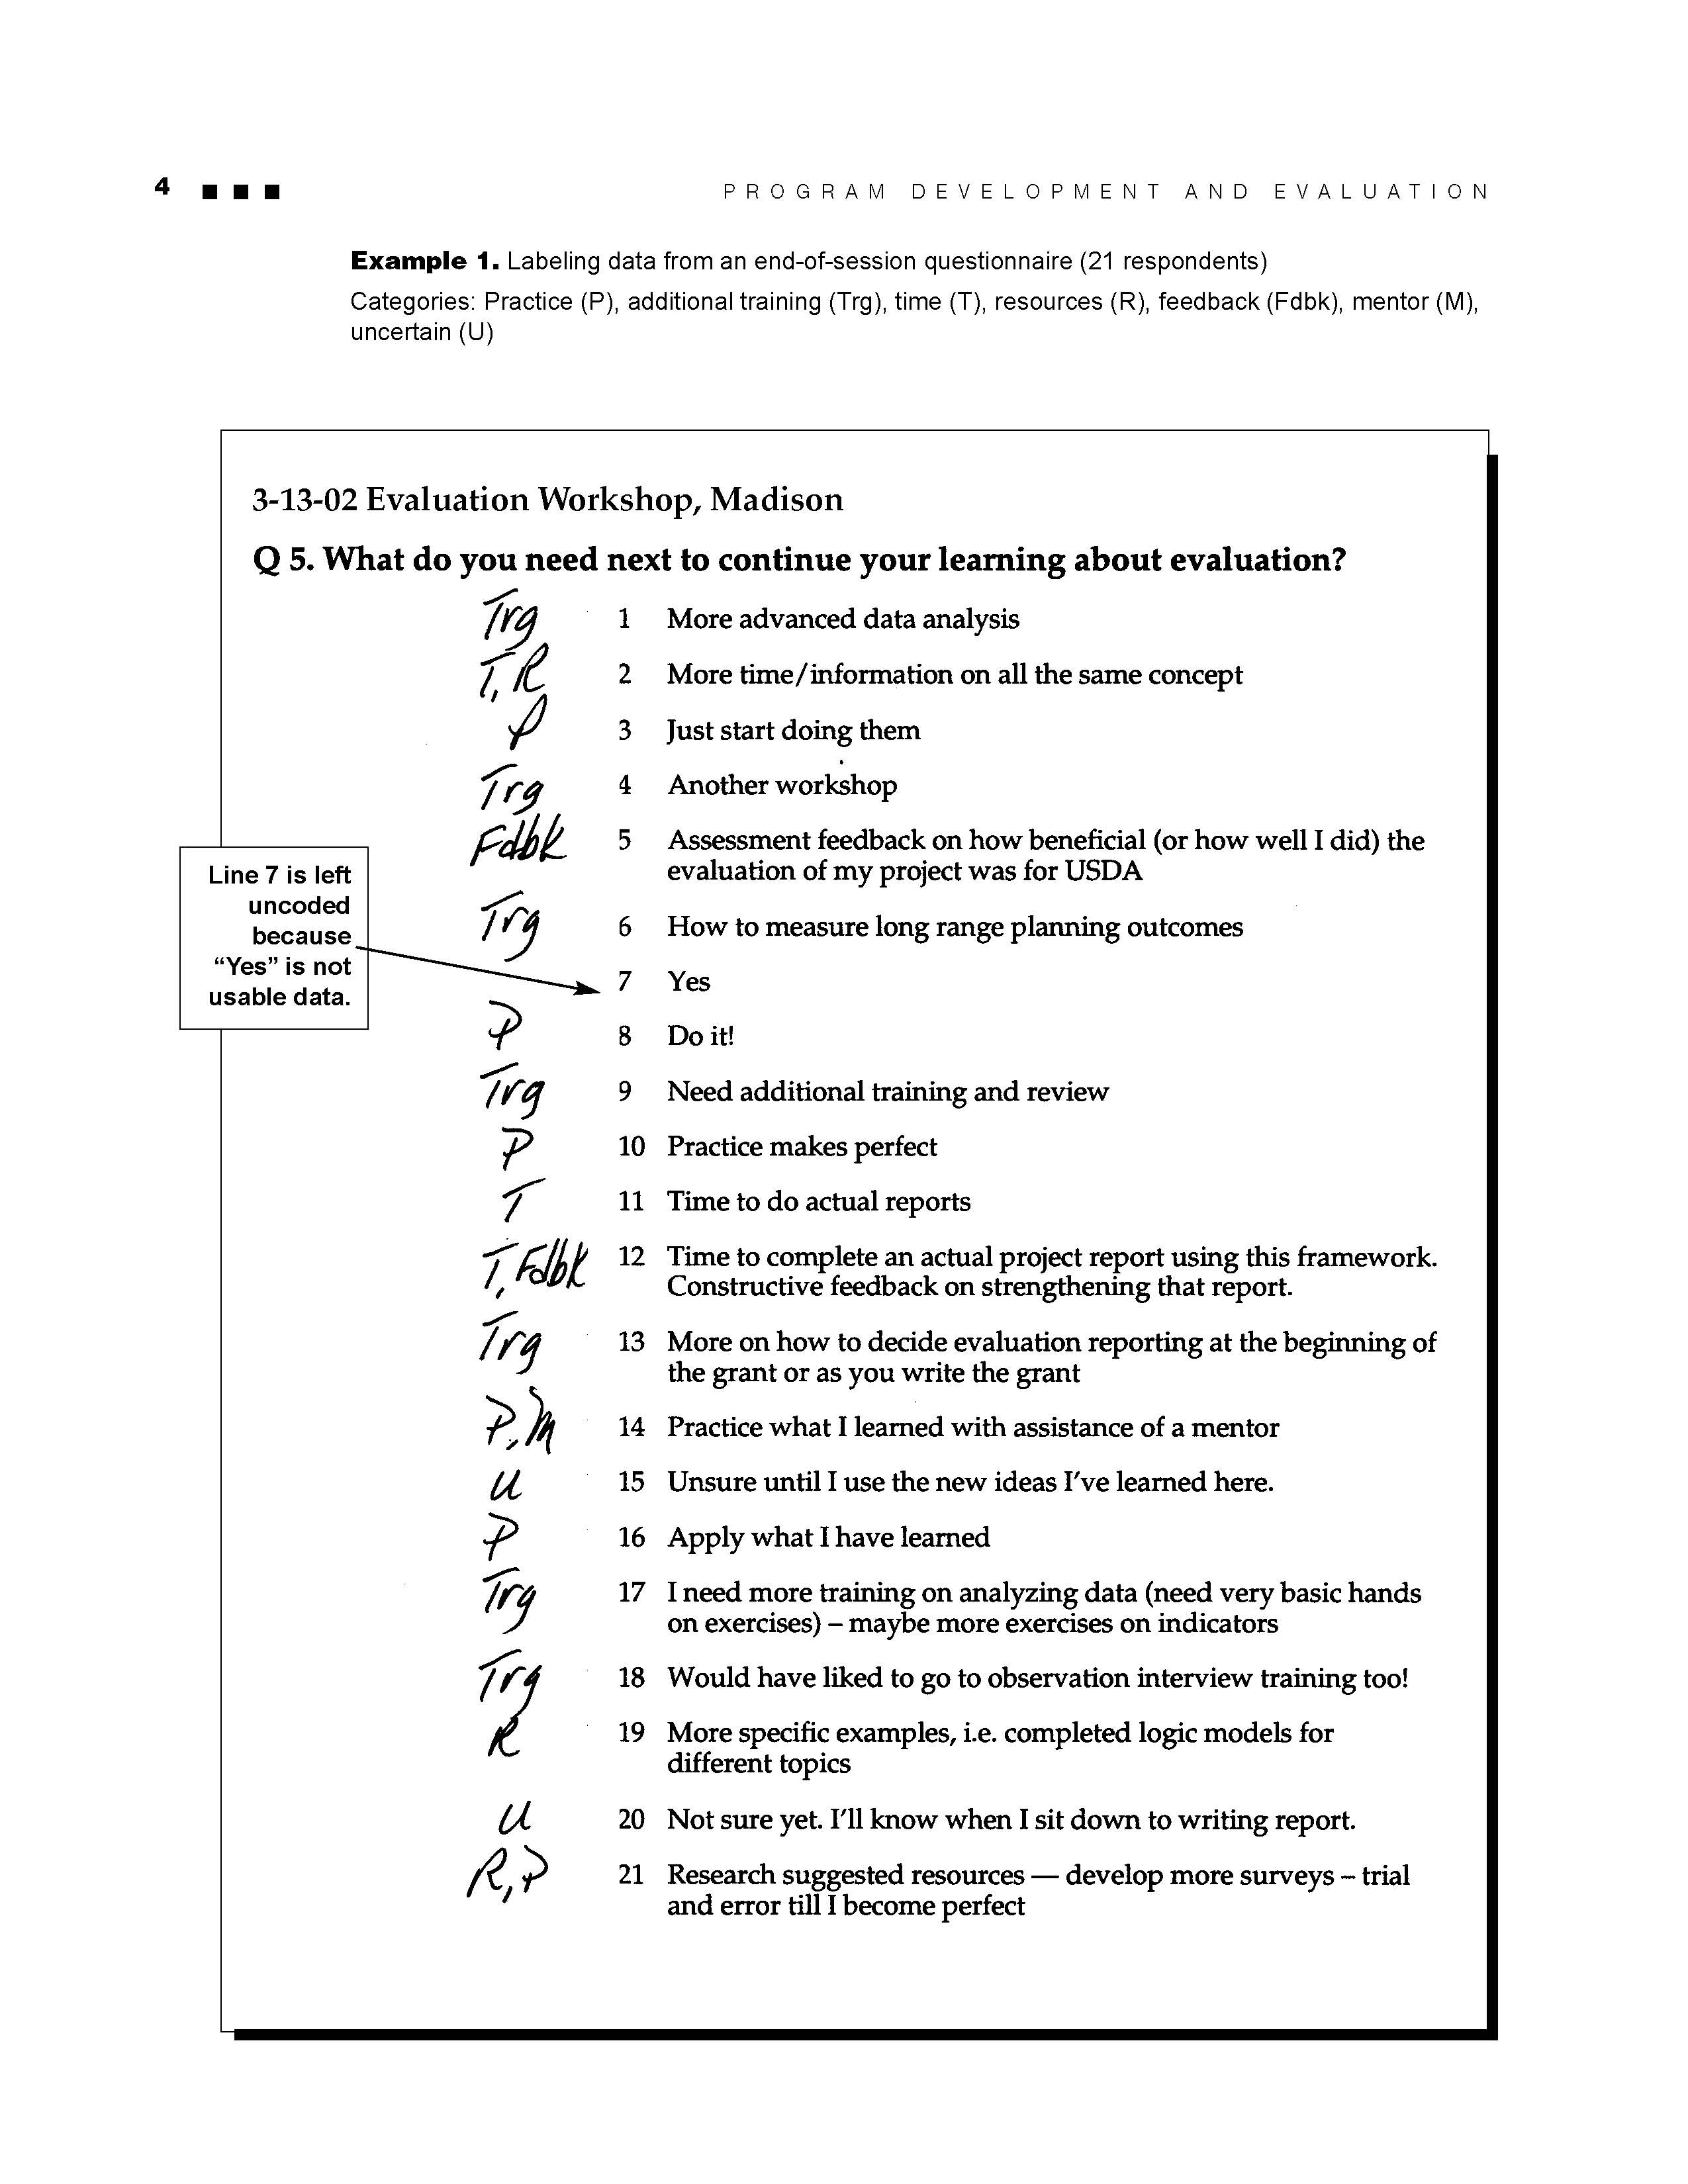 4 ■ ■ ■ PROGRAM DEVELOPMENT AND EVALUATION
Example 1. Labeling data from an end-of-session questionnaire (21 respondents)
Categories: Practice (P), additional training (Trg), time (T), resources (R), feedback (Fdbk), mentor (M),
uncertain (U)
3-13-02 Evaluation Workshop, Madison
Q 5. What do you need next to continue your learning about evaluation?
Trg 1 More advanced data analysis
T, R 2 More time/information on all the same concept
P 3 Just start doing them
Trg 4 Another workshop
Fdbk 5 Assessment feedback on how beneficial (or how well I did) the
evaluation of my project was for USDA
Trg 6 How to measure long range planning outcomes
Line 7 is left
uncoded
because
“Yes” is not
usable data.
7 Yes
P 8 Do it!
Trg 9 Need additional training and review
P 10 Practice makes perfect
T 11 Time to do actual reports
T, Fdbk 12 Time to complete an actual project report using this framework.
Constructive feedback on strengthening that report.
Trg 13 More on how to decide evaluation reporting at the beginning of
the grant or as you write the grant
P, M 14 Practice what I learned with assistance of a mentor
U 15 Unsure until I use the new ideas I've learned here.
P 16 Apply what I have learned
Trg 17 I need more training on analyzing data (need very basic hands
on exercises) – maybe more exercises on indicators
Trg 18 Would have liked to go to observation interview training too!
R 19 More specific examples, i.e. completed logic models for
different topics
U 20 Not sure yet. I'll know when I sit down to writing report.
R, P 21 Research suggested resources — develop more surveys – trial
and error till I become perfect